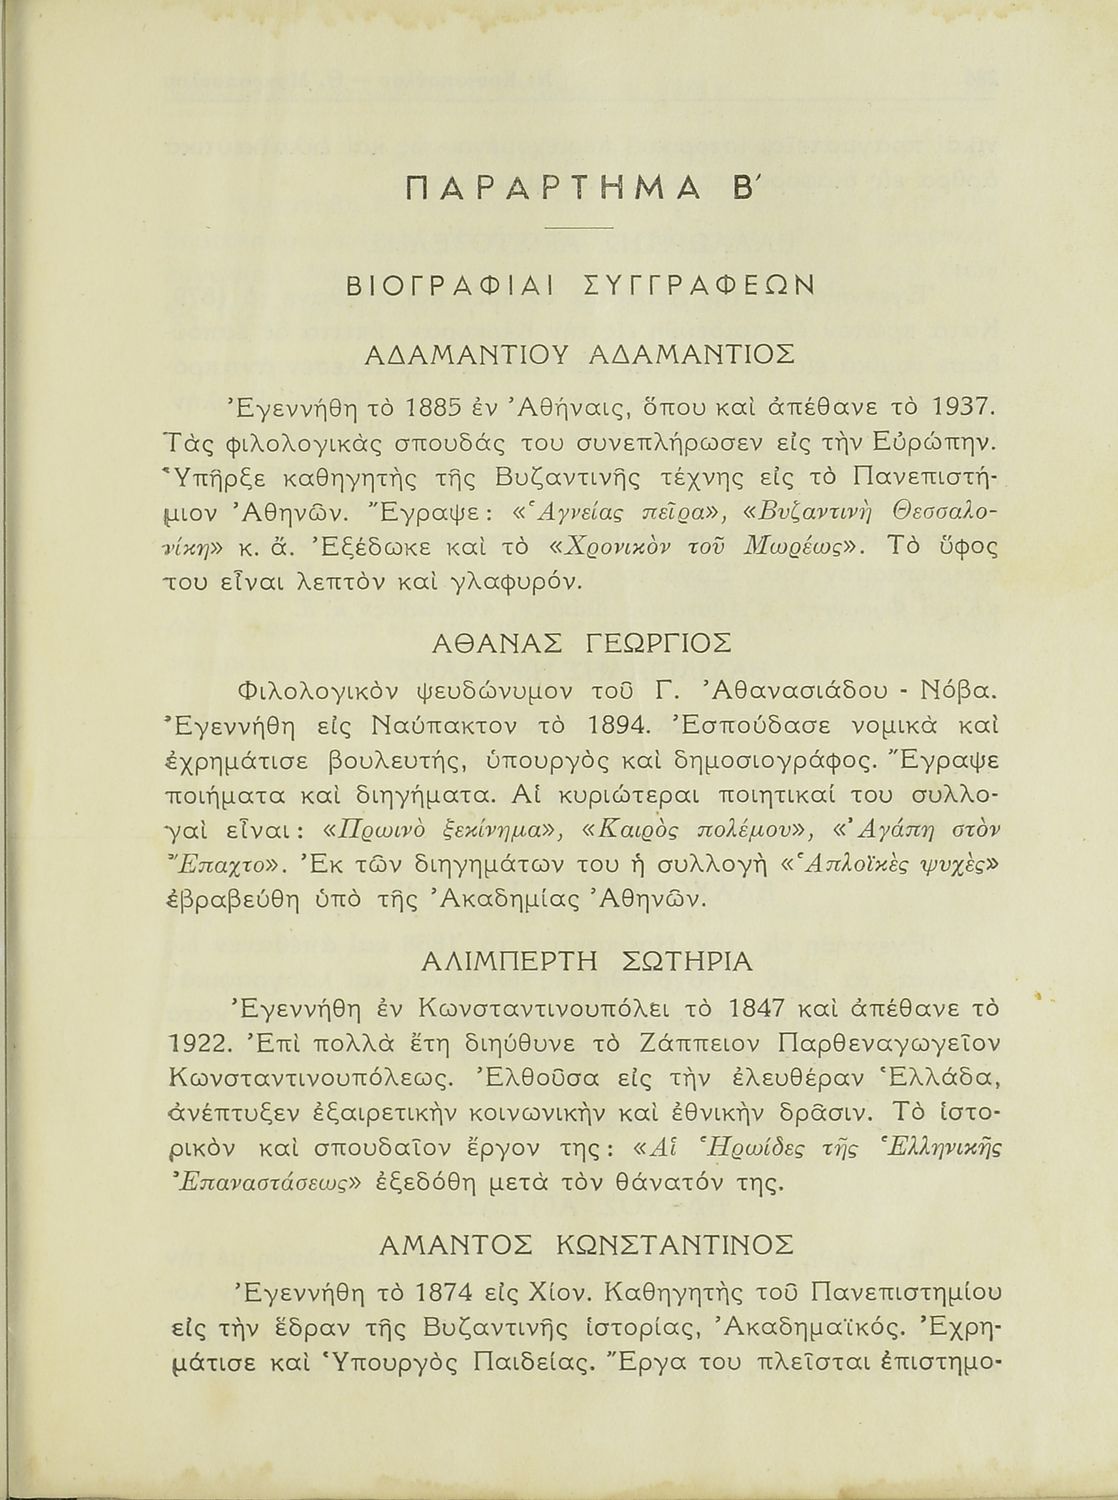 ΠΑΡΑΡΤΗΜΑ Β′
ΒΙΟΓΡΑΦΙΑΙ ΣΥΓΓΡΑΦΕΩΝ
ΑΔΑΜΑΝΤΙΟΥ ΑΔΑΜΑΝΤΙΟΣ
Ἐγεννήθη τὸ 1885 ἐν Ἀθήναις, ὅπου καὶ ἀπέθανε τὸ 1937.
Τὰς φιλολογικὰς σπουδάς του συνεπλήρωσεν εἰς τὴν Εὐρώπην.
Ὑπῆρξε καθηγητὴς τῆς Βυζαντινῆς τέχνης εἰς τὸ Πανεπιστή-
μιον Ἀθηνῶν. Ἔγραψε: «Ἁγνείας πεῖρα», «Βυζαντινὴ Θεσσαλο-
νίκη» κ. ἄ. Ἐξέδωκε καὶ τὸ «Χρονικὸν τοῦ Μωρέως». Τὸ ὕφος
του εἶναι λεπτὸν καὶ γλαφυρόν.
ΑΘΑΝΑΣ ΓΕΩΡΓΙΟΣ
Φιλολογικὸν ψευδώνυμον τοῦ Γ. Ἀθανασιάδου - Νόβα.
Ἐγεννήθη εἰς Ναύπακτον τὸ 1894. Ἐσπούδασε νομικὰ καὶ
ἐχρημάτισε βουλευτής, ὑπουργὸς καὶ δημοσιογράφος. Ἔγραψε
ποιήματα καὶ διηγήματα. Αἱ κυριώτεραι ποιητικαί του συλλο-
γαὶ εἶναι: «Πρωινὸ ξεκίνημα», «Καιρὸς πολέμου», «Ἀγάπη στὸν
Ἔπαχτο». Ἐκ τῶν διηγημάτων του ἡ συλλογὴ «Ἁπλοϊκὲς ψυχὲς»
ἐβραβεύθη ὑπὸ τῆς Ἀκαδημίας Ἀθηνῶν.
ΑΛΙΜΠΕΡΤΗ ΣΩΤΗΡΙΑ
Ἐγεννήθη ἐν Κωνσταντινουπόλει τὸ 1847 καὶ ἀπέθανε τὸ
1922. Ἐπὶ πολλὰ ἔτη διηύθυνε τὸ Ζάππειον Παρθεναγωγεῖον
Κωνσταντινουπόλεως. Ἐλθοῦσα εἰς τὴν ἐλευθέραν Ἑλλάδα,
ἀνέπτυξεν ἐξαιρετικὴν κοινωνικὴν καὶ ἐθνικὴν δρᾶσιν. Τὸ ἱστο-
ρικὸν καὶ σπουδαῖον ἔργον της: «Αἱ Ἡρωίδες τῆς Ἑλληνικῆς
Ἐπαναστάσεως» ἐξεδόθη μετὰ τὸν θάνατόν της.
ΑΜΑΝΤΟΣ ΚΩΝΣΤΑΝΤΙΝΟΣ
Ἐγεννήθη τὸ 1874 εἰς Χίον. Καθηγητὴς τοῦ Πανεπιστημίου
εἰς τὴν ἕδραν τῆς Βυζαντινῆς ἱστορίας, Ἀκαδημαϊκός. Ἐχρη-
μάτισε καὶ Ὑπουργὸς Παιδείας. Ἔργα του πλεῖσται ἐπιστημο-